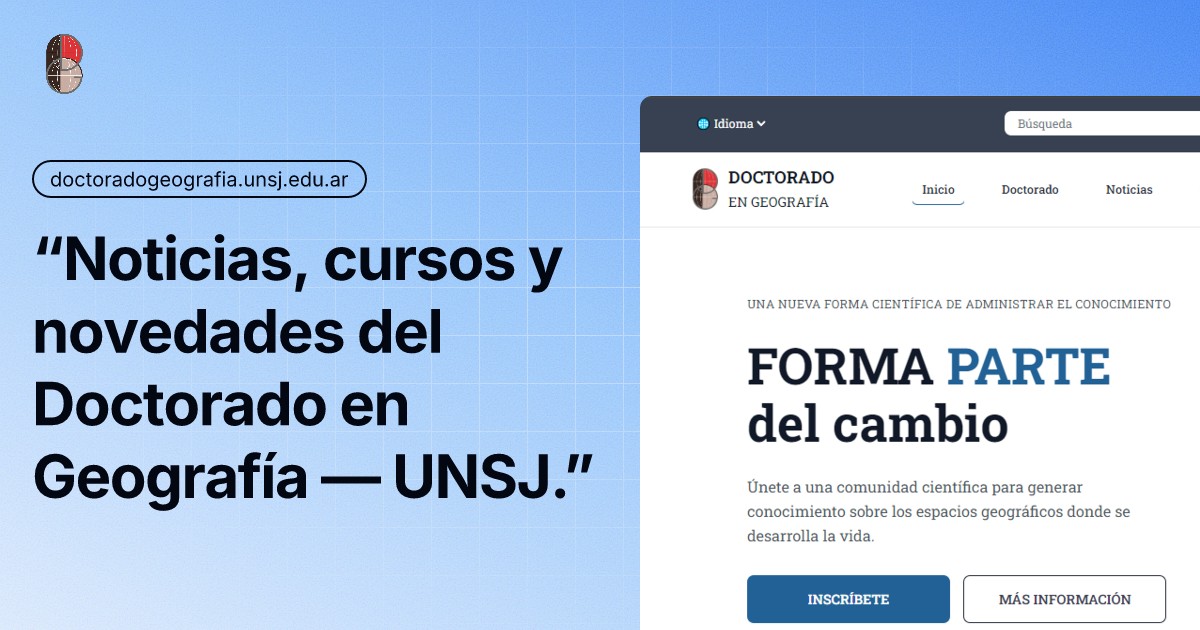 doctoradogeografia.unsj.edu.ar
“Noticias, cursos y
novedades del
Doctorado en
Geografía — UNSJ.”
Idioma
Búsqueda
DOCTORADO
EN GEOGRAFÍA
Inicio
Doctorado
Noticias
UNA NUEVA FORMA CIENTÍFICA DE ADMINISTRAR EL CONOCIMIENTO
FORMA PARTE
del cambio
Únete a una comunidad científica para generar
conocimiento sobre los espacios geográficos donde se
desarrolla la vida.
INSCRÍBETE
MÁS INFORMACIÓN